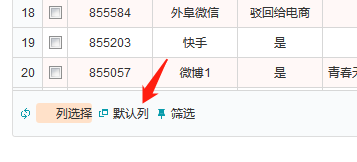 18 855584 外阜微信 驳回给电商
19 855203 快手 是
20 855057 微博1 是 青春
列选择 默认列 筛选